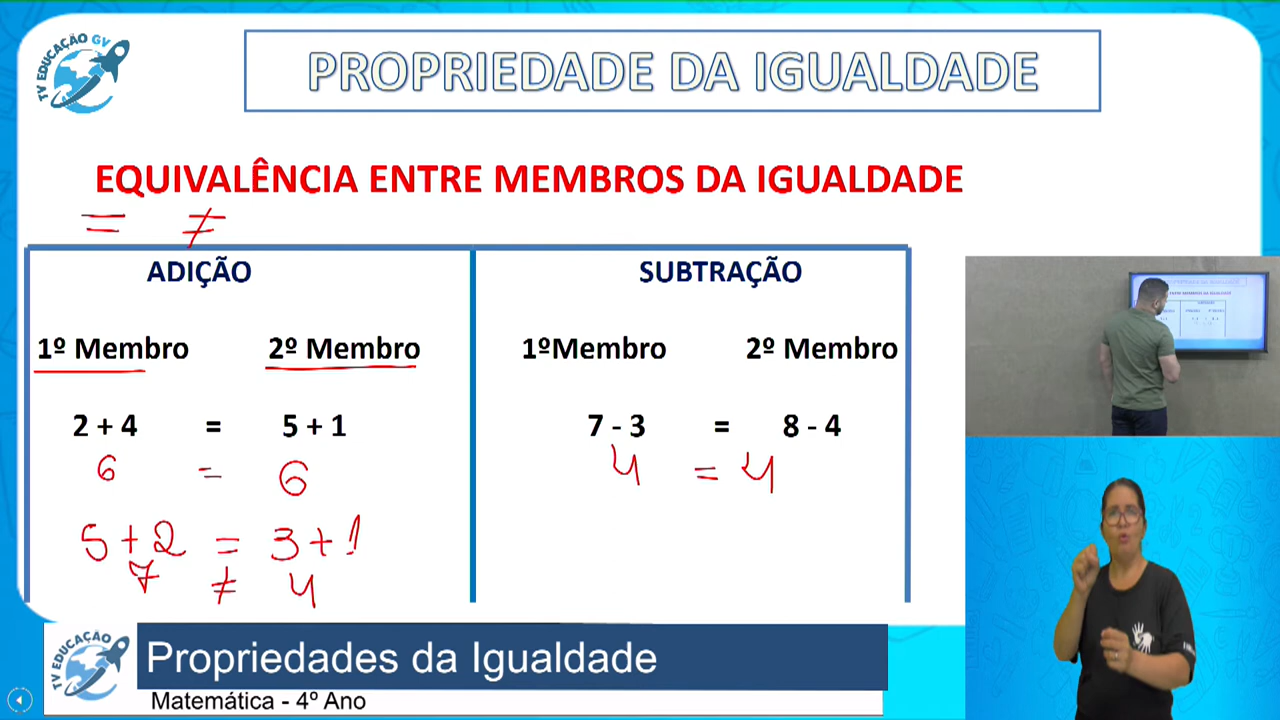 TV EDUCAÇÃO GV
PROPRIEDADE DA IGUALDADE
EQUIVALÊNCIA ENTRE MEMBROS DA IGUALDADE
= ≠
ADIÇÃO SUBTRAÇÃO
1º Membro 2º Membro 1ºMembro 2º Membro
2 + 4 = 5 + 1 7 - 3 = 8 - 4
6 = 6 4 = 4
5 + 2 = 3 + 1
7 ≠ 4
TV EDUCAÇÃO
Propriedades da Igualdade
Matemática - 4º Ano